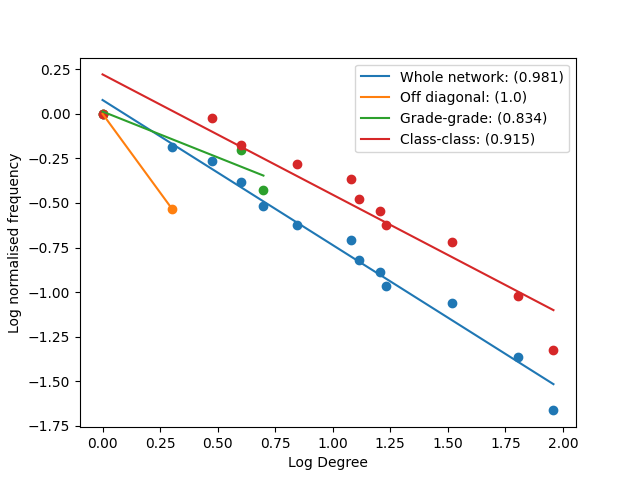 Whole network: (0.981)
Off diagonal: (1.0)
Grade-grade: (0.834)
Class-class: (0.915)
0.25
0.00
−0.25
−0.50
−0.75
−1.00
−1.25
−1.50
−1.75
Log normalised frequency
0.00 0.25 0.50 0.75 1.00 1.25 1.50 1.75 2.00
Log Degree